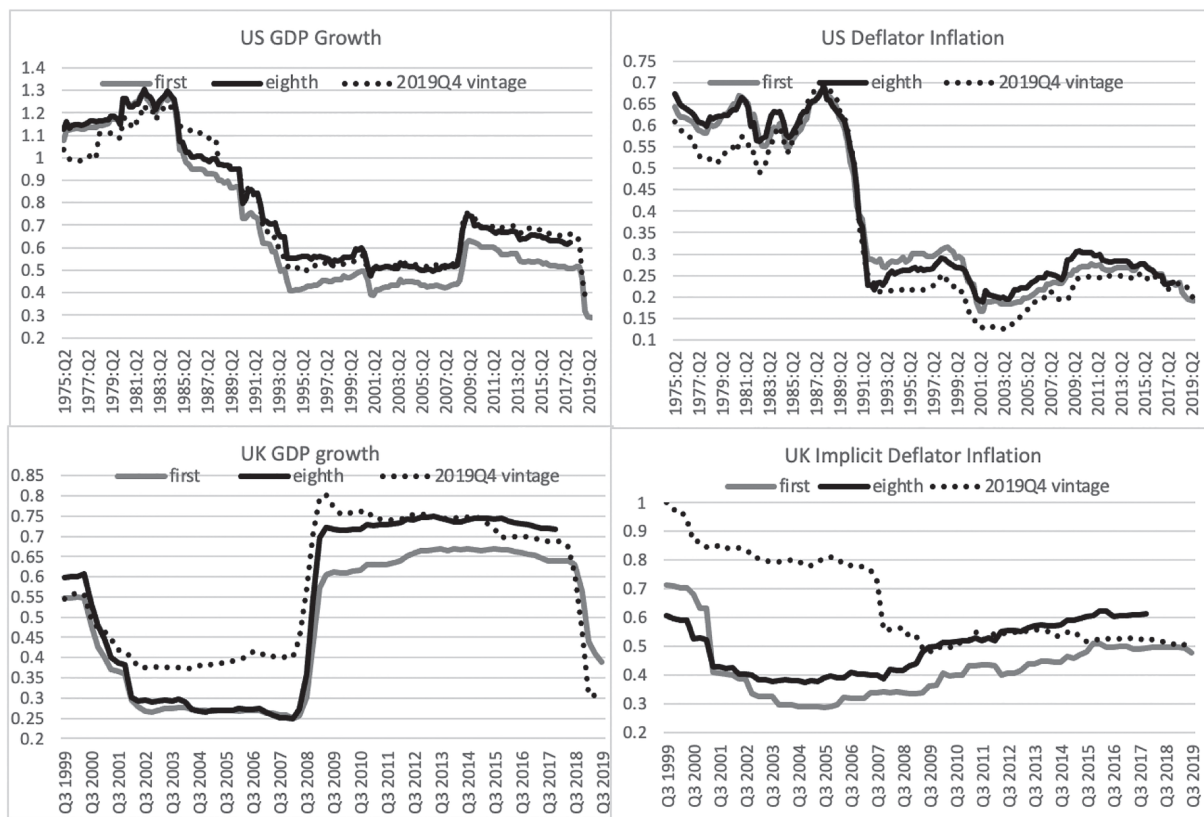 US GDP Growth
first eighth 2019Q4 vintage
1.4
1.3
1.2
1.1
1
0.9
0.8
0.7
0.6
0.5
0.4
0.3
0.2
1975:Q2
1977:Q2
1979:Q2
1981:Q2
1983:Q2
1985:Q2
1987:Q2
1989:Q2
1991:Q2
1993:Q2
1995:Q2
1997:Q2
1999:Q2
2001:Q2
2003:Q2
2005:Q2
2007:Q2
2009:Q2
2011:Q2
2013:Q2
2015:Q2
2017:Q2
2019:Q2
US Deflator Inflation
first eighth 2019Q4 vintage
0.75
0.7
0.65
0.6
0.55
0.5
0.45
0.4
0.35
0.3
0.25
0.2
0.15
0.1
1975:Q2
1977:Q2
1979:Q2
1981:Q2
1983:Q2
1985:Q2
1987:Q2
1989:Q2
1991:Q2
1993:Q2
1995:Q2
1997:Q2
1999:Q2
2001:Q2
2003:Q2
2005:Q2
2007:Q2
2009:Q2
2011:Q2
2013:Q2
2015:Q2
2017:Q2
2019:Q2
UK GDP growth
first eighth 2019Q4 vintage
0.85
0.8
0.75
0.7
0.65
0.6
0.55
0.5
0.45
0.4
0.35
0.3
0.25
0.2
Q3 1999
Q3 2000
Q3 2001
Q3 2002
Q3 2003
Q3 2004
Q3 2005
Q3 2006
Q3 2007
Q3 2008
Q3 2009
Q3 2010
Q3 2011
Q3 2012
Q3 2013
Q3 2014
Q3 2015
Q3 2016
Q3 2017
Q3 2018
Q3 2019
UK Implicit Deflator Inflation
first eighth 2019Q4 vintage
1
0.9
0.8
0.7
0.6
0.5
0.4
0.3
0.2
Q3 1999
Q3 2000
Q3 2001
Q3 2002
Q3 2003
Q3 2004
Q3 2005
Q3 2006
Q3 2007
Q3 2008
Q3 2009
Q3 2010
Q3 2011
Q3 2012
Q3 2013
Q3 2014
Q3 2015
Q3 2016
Q3 2017
Q3 2018
Q3 2019